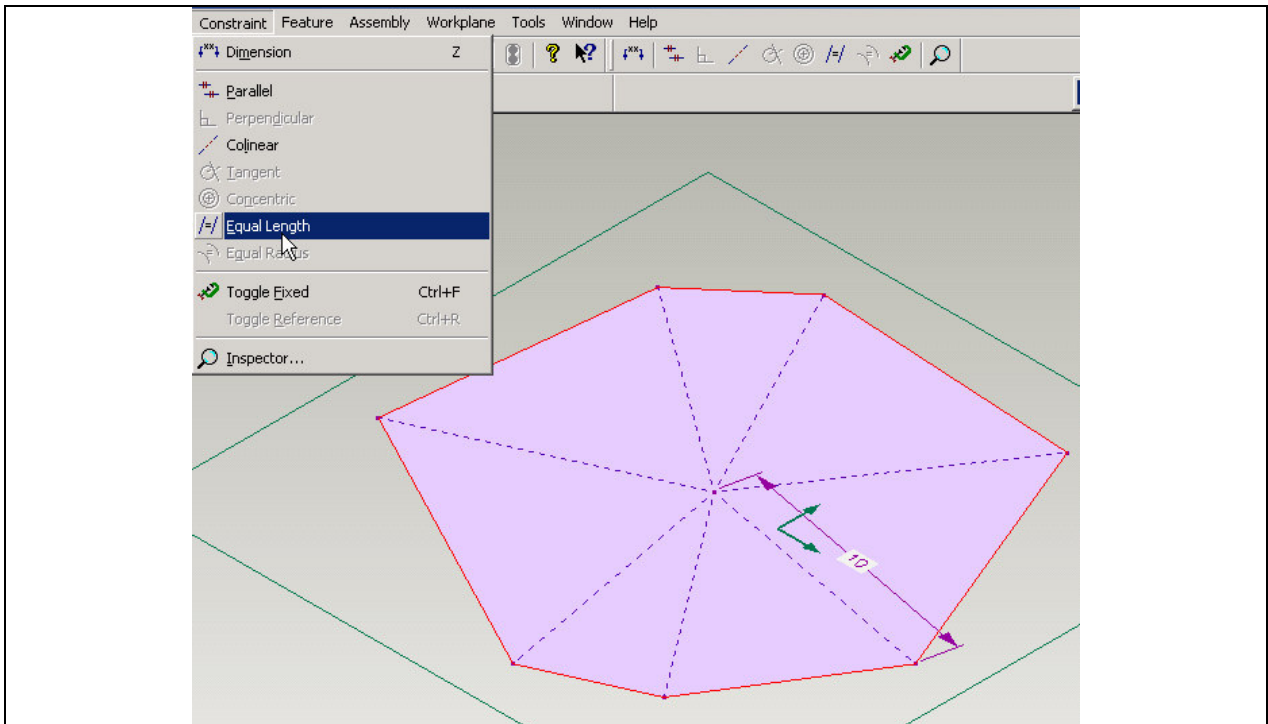 Constraint Feature Assembly Workplane Tools Window Help
Dimension Z
Parallel
Perpendicular
Colinear
Tangent
Concentric
Equal Length
Equal Radius
Toggle Fixed Ctrl+F
Toggle Reference Ctrl+R
Inspector...
10